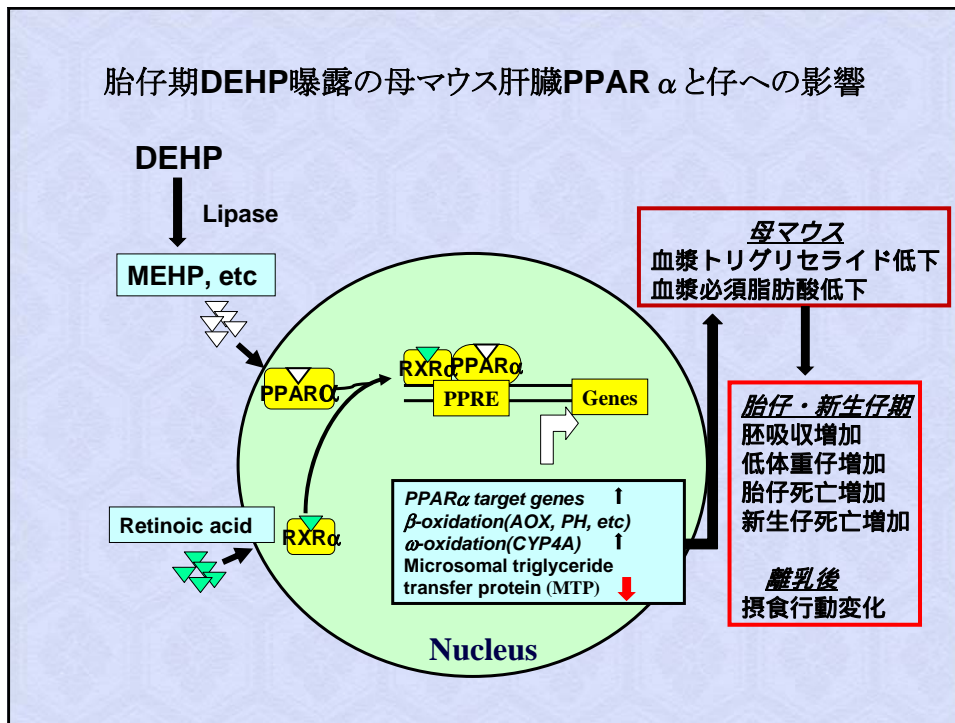 胎仔期DEHP曝露の母マウス肝臓PPARαと仔への影響
DEHP
Lipase
MEHP, etc
PPARα
RXRα
PPARα
PPRE
Genes
Retinoic acid
RXRα
PPARα target genes ↑
β-oxidation(AOX, PH, etc)
ω-oxidation(CYP4A) ↑
Microsomal triglyceride
transfer protein (MTP)
Nucleus
母マウス
血漿トリグリセライド低下
血漿必須脂肪酸低下
胎仔・新生仔期
胚吸収増加
低体重仔増加
胎仔死亡増加
新生仔死亡増加
離乳後
摂食行動変化